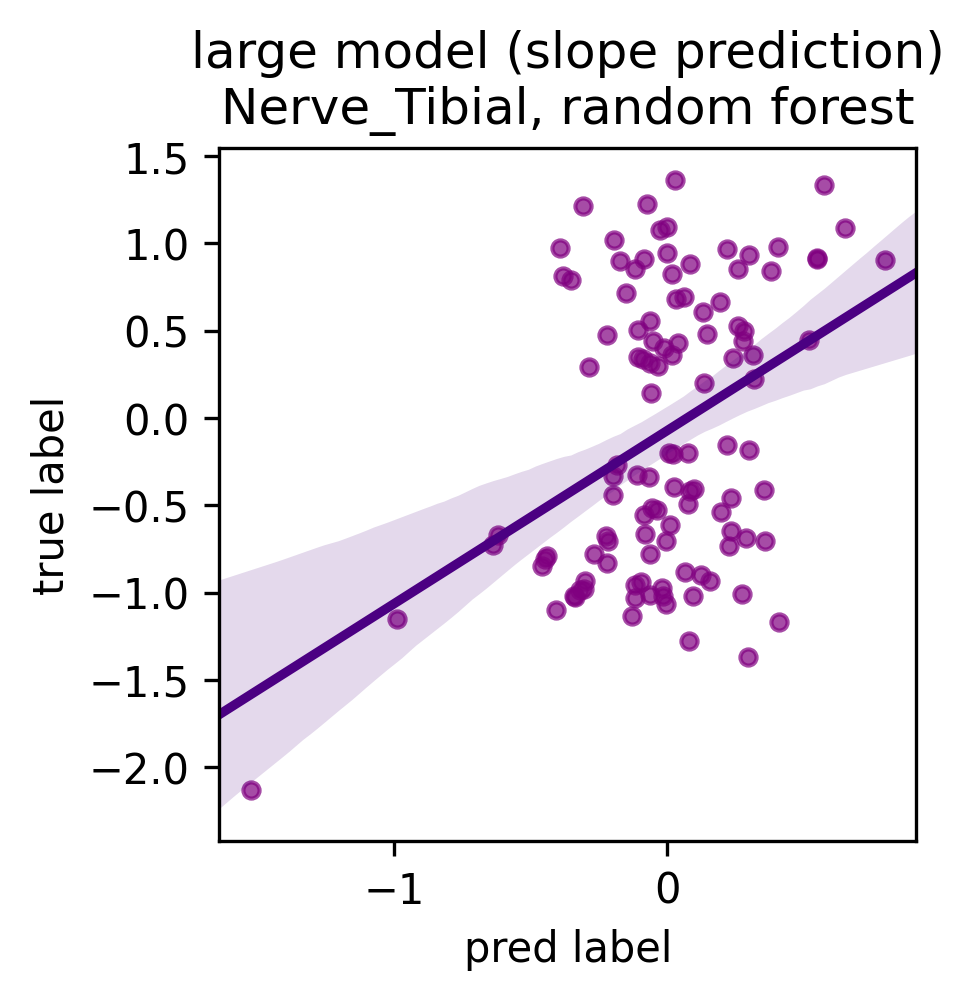 large model (slope prediction)
Nerve_Tibial, random forest
1.5
1.0
0.5
0.0
−0.5
−1.0
−1.5
−2.0
true label
−1
0
pred label